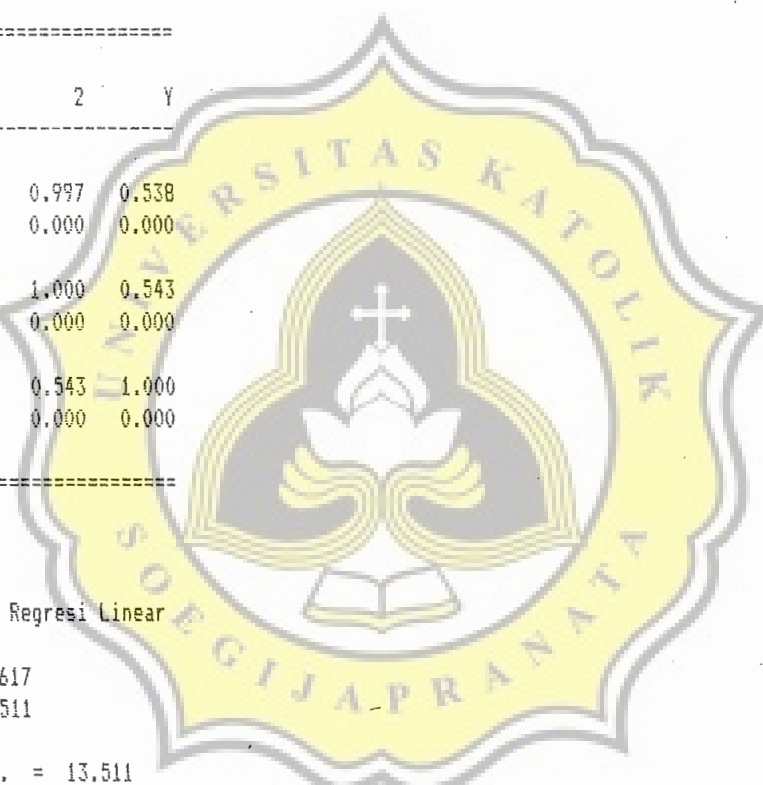 =================
2 Y
-----------------
0.997 0.538
0.000 0.000
1.000 0.543
0.000 0.000
0.543 1.000
0.000 0.000
=================
Regresi Linear
617
511
. = 13.511
UNIVERSITAS KATOLIK
SOEGIJAPRANATA